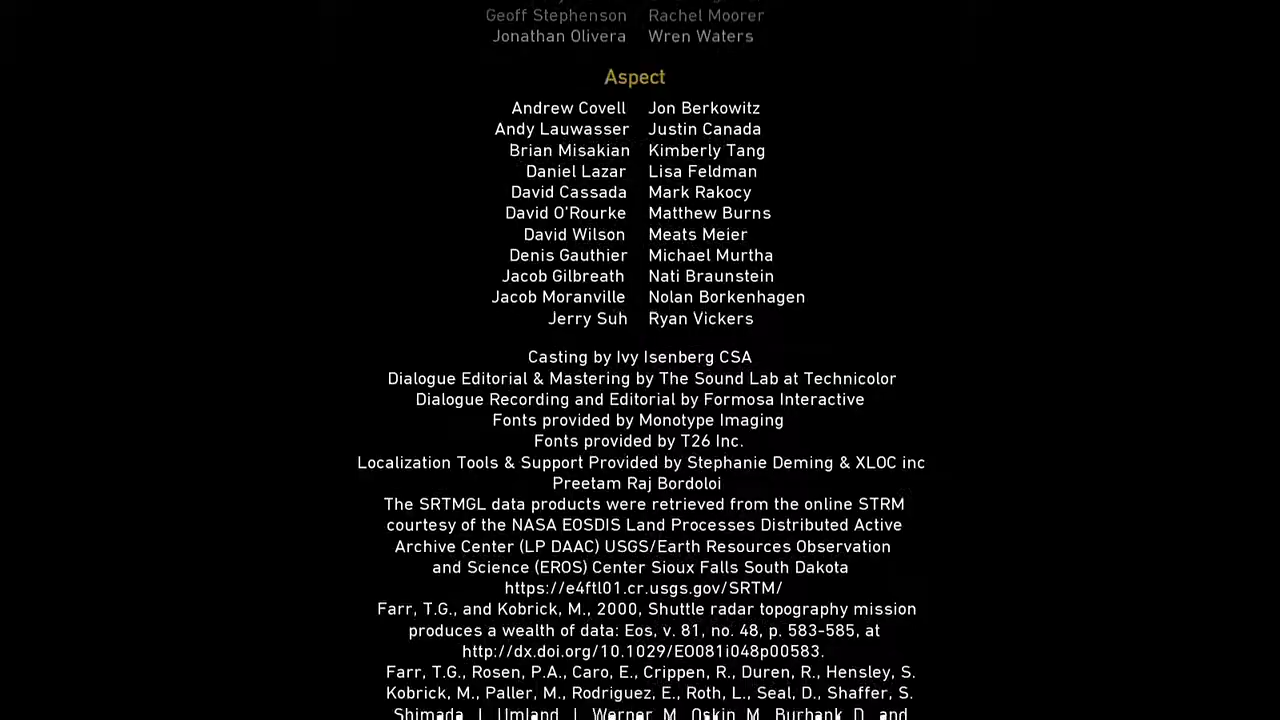 Geoff Stephenson Rachel Moorer
Jonathan Olivera Wren Waters
Aspect
Andrew Covell Jon Berkowitz
Andy Lauwasser Justin Canada
Brian Misakian Kimberly Tang
Daniel Lazar Lisa Feldman
David Cassada Mark Rakocy
David O'Rourke Matthew Burns
David Wilson Meats Meier
Denis Gauthier Michael Murtha
Jacob Gilbreath Nati Braunstein
Jacob Moranville Nolan Borkenhagen
Jerry Suh Ryan Vickers
Casting by Ivy Isenberg CSA
Dialogue Editorial & Mastering by The Sound Lab at Technicolor
Dialogue Recording and Editorial by Formosa Interactive
Fonts provided by Monotype Imaging
Fonts provided by T26 Inc.
Localization Tools & Support Provided by Stephanie Deming & XLOC inc
Preetam Raj Bordoloi
The SRTMGL data products were retrieved from the online STRM
courtesy of the NASA EOSDIS Land Processes Distributed Active
Archive Center (LP DAAC) USGS/Earth Resources Observation
and Science (EROS) Center Sioux Falls South Dakota
https://e4ftl01.cr.usgs.gov/SRTM/
Farr, T.G., and Kobrick, M., 2000, Shuttle radar topography mission
produces a wealth of data: Eos, v. 81, no. 48, p. 583-585, at
http://dx.doi.org/10.1029/EO081i048p00583.
Farr, T.G., Rosen, P.A., Caro, E., Crippen, R., Duren, R., Hensley, S.
Kobrick, M., Paller, M., Rodriguez, E., Roth, L., Seal, D., Shaffer, S.
Shimada, J., Umland, J., Werner, M., Oskin, M., Burbank, D., and